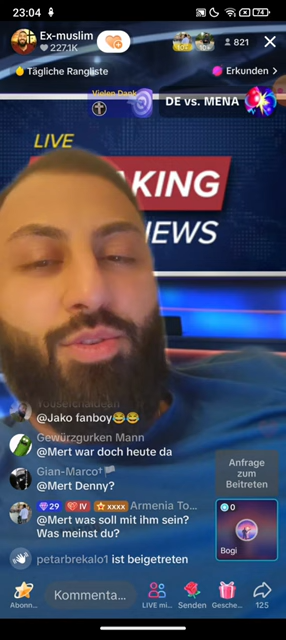 23:04
74
Ex-muslim
227.1K
821
Tägliche Rangliste
Erkunden
Vielen Dank
DE vs. MENA
LIVE
AKING
NEWS
@Jako fanboy😂😂
Gewürzgurken Mann
@Mert war doch heute da
Gian-Marco
@Mert Denny?
29 IV xxxx Armenia To...
@Mert was soll mit ihm sein?
Was meinst du?
petarbrekalo1 ist beigetreten
Anfrage
zum
Beitreten
0
Bogi
Abonn...
Kommenta...
LIVE mi...
Senden
Gesche...
125